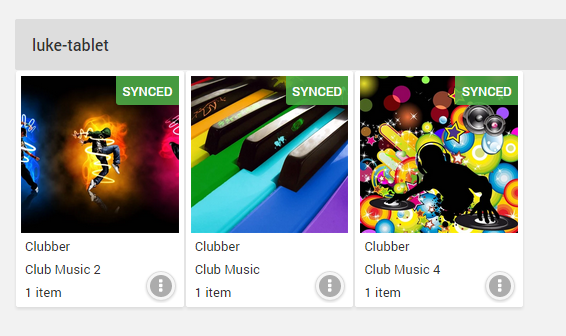 luke-tablet
SYNCED
SYNCED
SYNCED
Clubber
Club Music 2
1 item
Clubber
Club Music
1 item
Clubber
Club Music 4
1 item